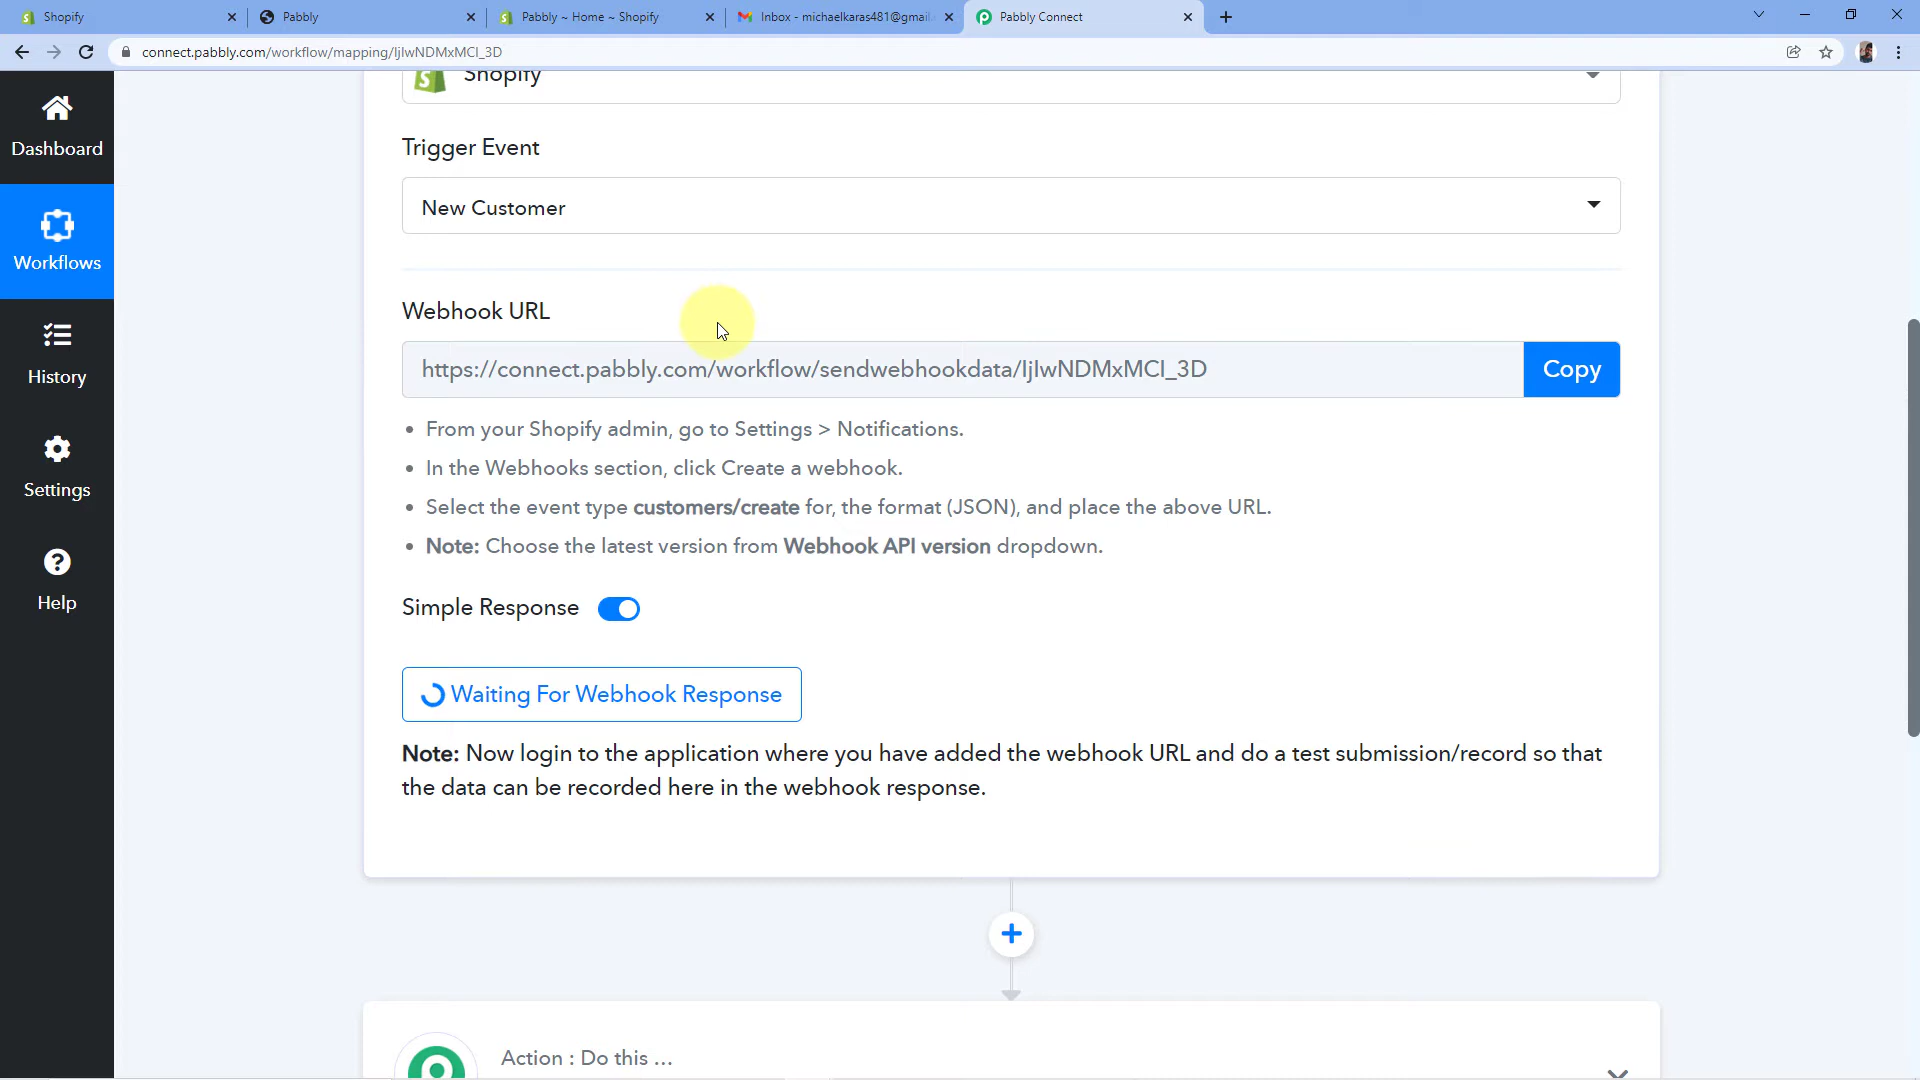 Shopify
Pabbly
Pabbly ~ Home ~ Shopify
Inbox - michaelkaras481@gmail.
Pabbly Connect
connect.pabbly.com/workflow/mapping/IjIwNDMxMCI_3D
Shopify
Dashboard
Trigger Event
New Customer
Workflows
Webhook URL
https://connect.pabbly.com/workflow/sendwebhookdata/IjIwNDMxMCI_3D
Copy
History
From your Shopify admin, go to Settings > Notifications.
In the Webhooks section, click Create a webhook.
Settings
Select the event type customers/create for, the format (JSON), and place the above URL.
Note: Choose the latest version from Webhook API version dropdown.
Help
Simple Response
Waiting For Webhook Response
Note: Now login to the application where you have added the webhook URL and do a test submission/record so that
the data can be recorded here in the webhook response.
Action : Do this ...